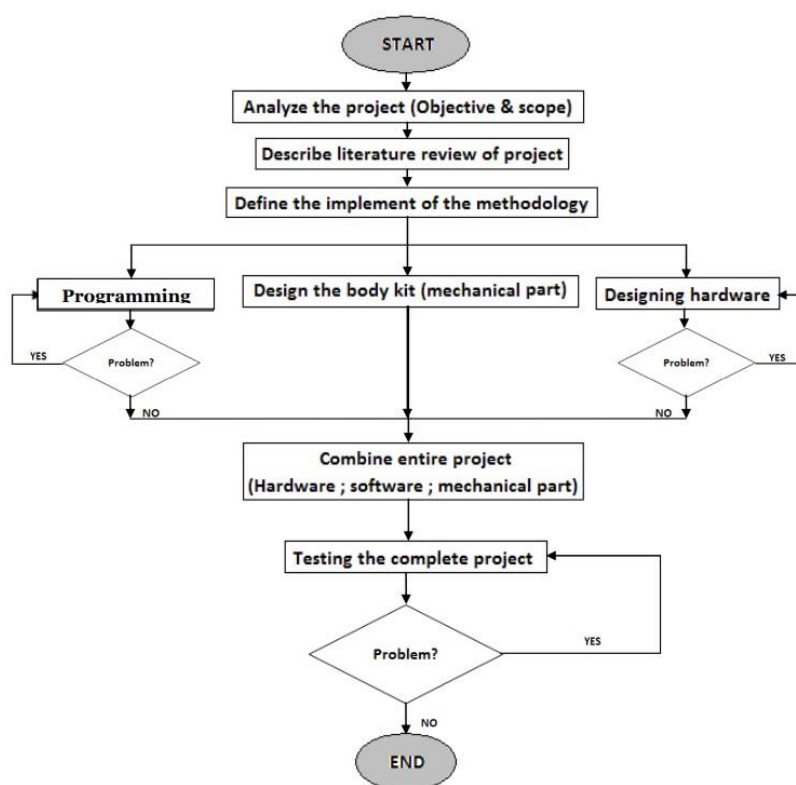 START
Analyze the project (Objective & scope)
Describe literature review of project
Define the implement of the methodology
Programming
Design the body kit (mechanical part)
Designing hardware
YES
Problem?
Problem?
YES
NO
NO
Combine entire project
(Hardware ; software ; mechanical part)
Testing the complete project
Problem?
YES
NO
END